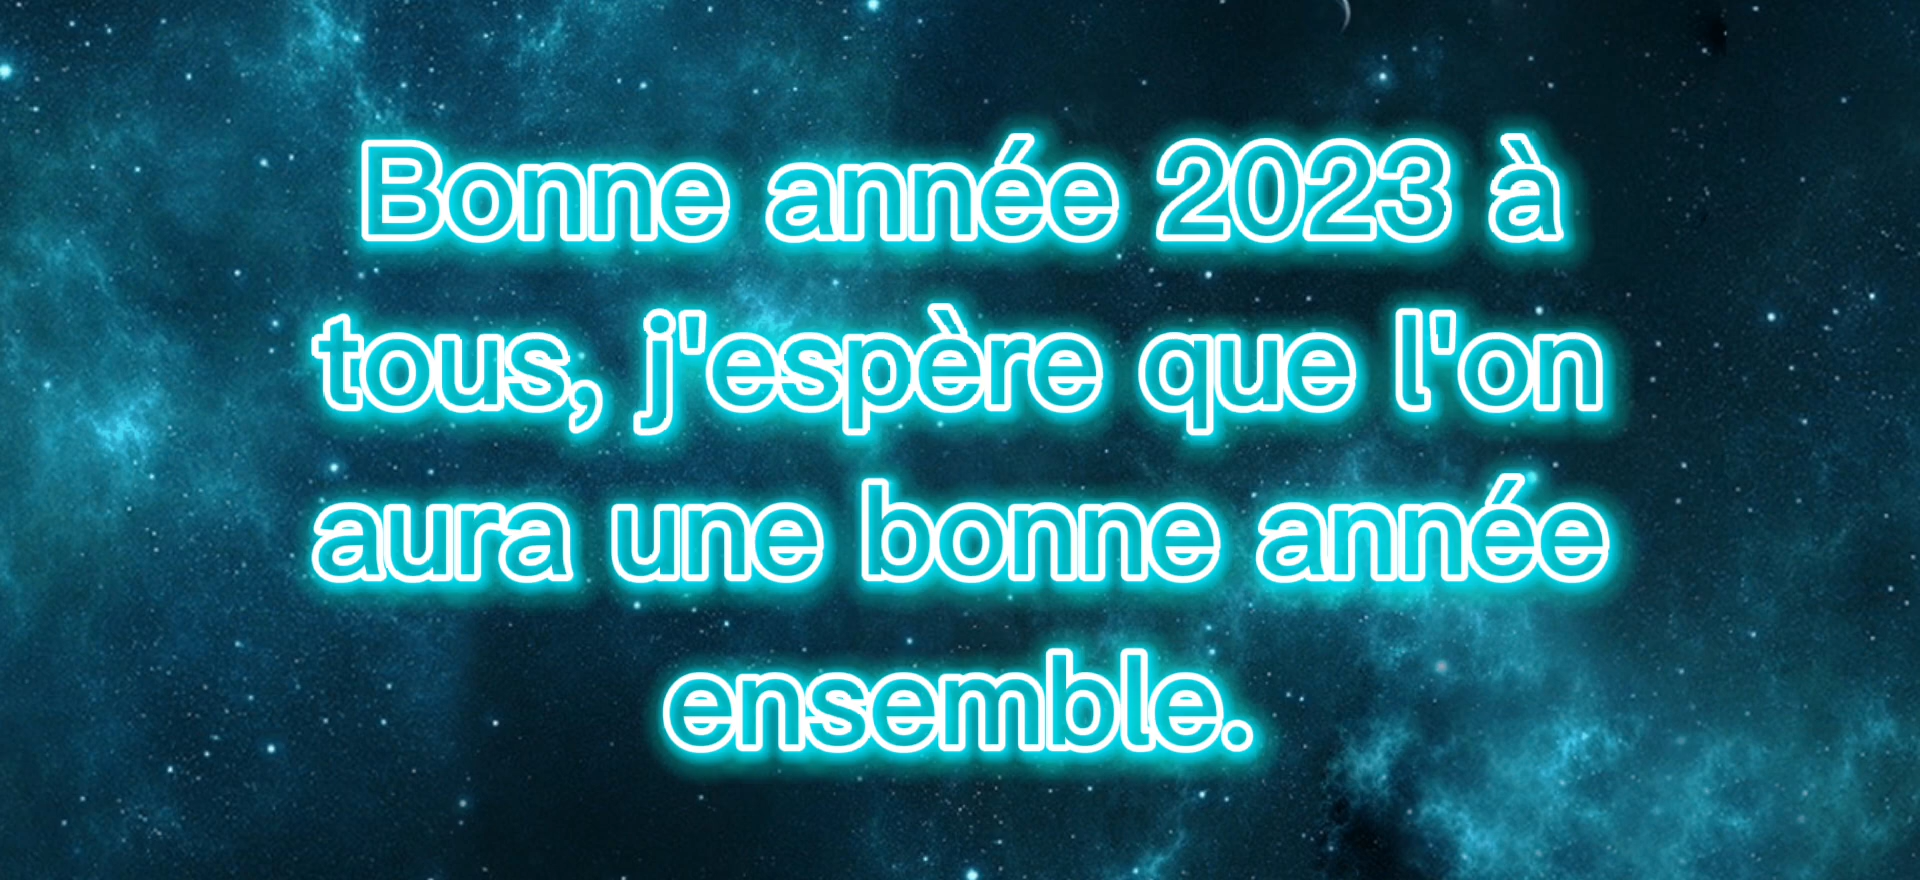 Bonne année 2023 à
tous, j'espère que l'on
aura une bonne année
ensemble.